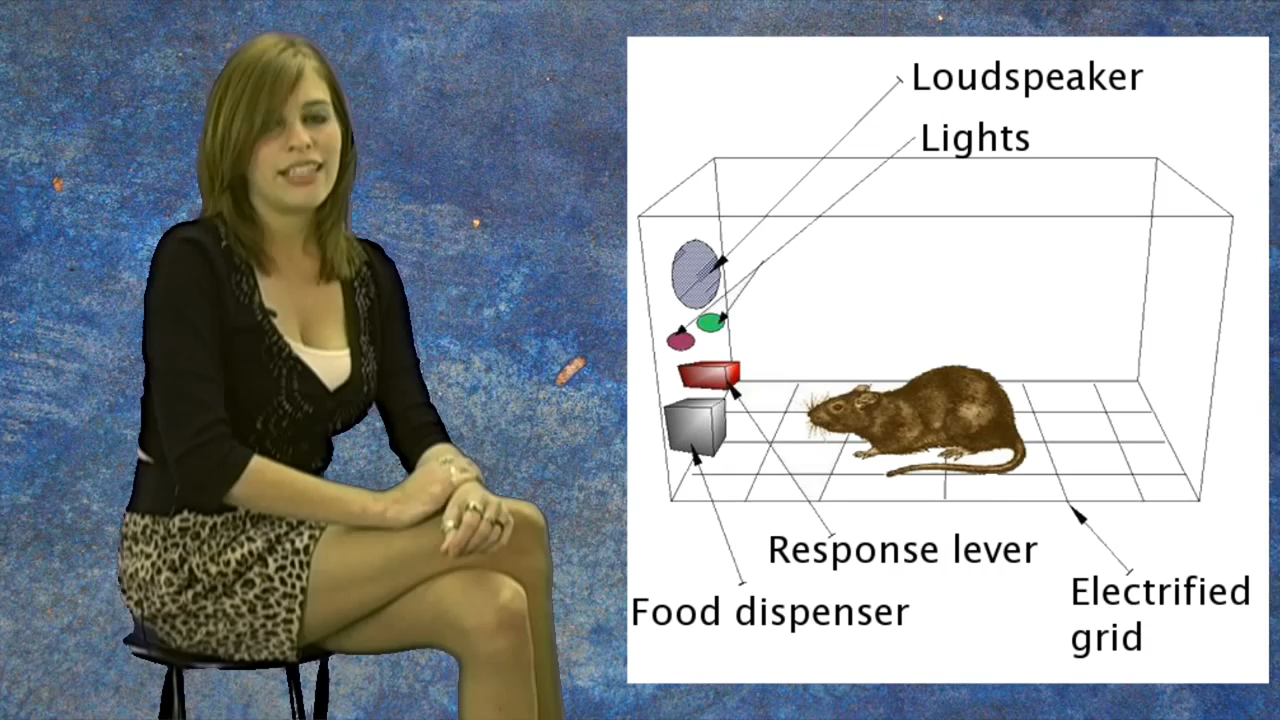 Loudspeaker
Lights
Response lever
Food dispenser
Electrified
grid